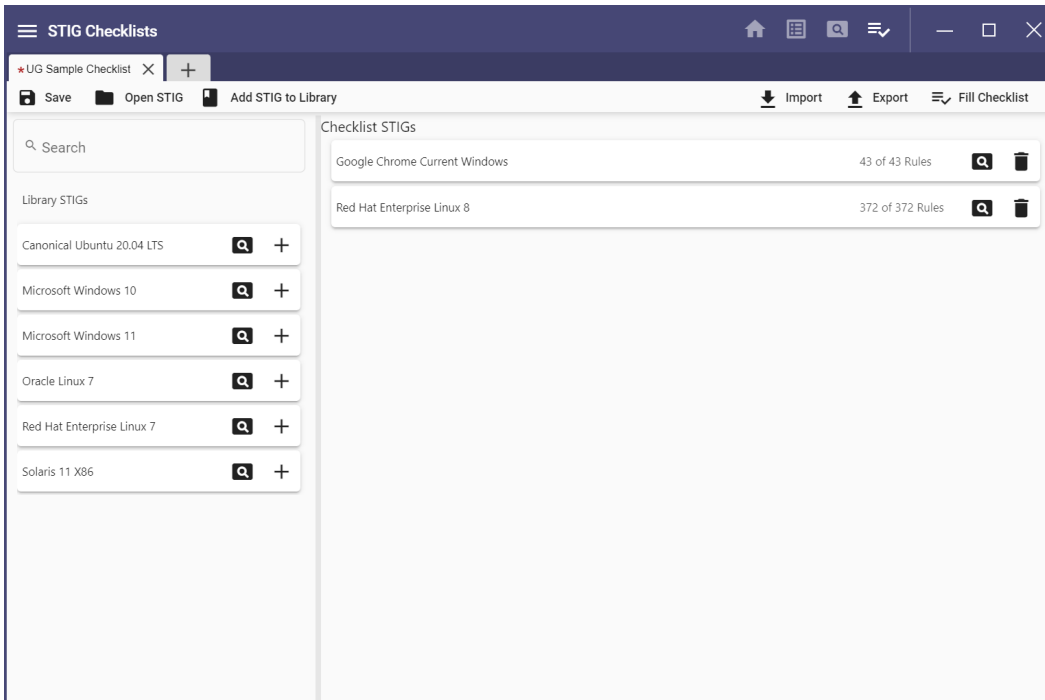 STIG Checklists
*UG Sample Checklist
Save Open STIG Add STIG to Library Import Export Fill Checklist
Search
Library STIGs
Canonical Ubuntu 20.04 LTS
Microsoft Windows 10
Microsoft Windows 11
Oracle Linux 7
Red Hat Enterprise Linux 7
Solaris 11 X86
Checklist STIGs
Google Chrome Current Windows 43 of 43 Rules
Red Hat Enterprise Linux 8 372 of 372 Rules